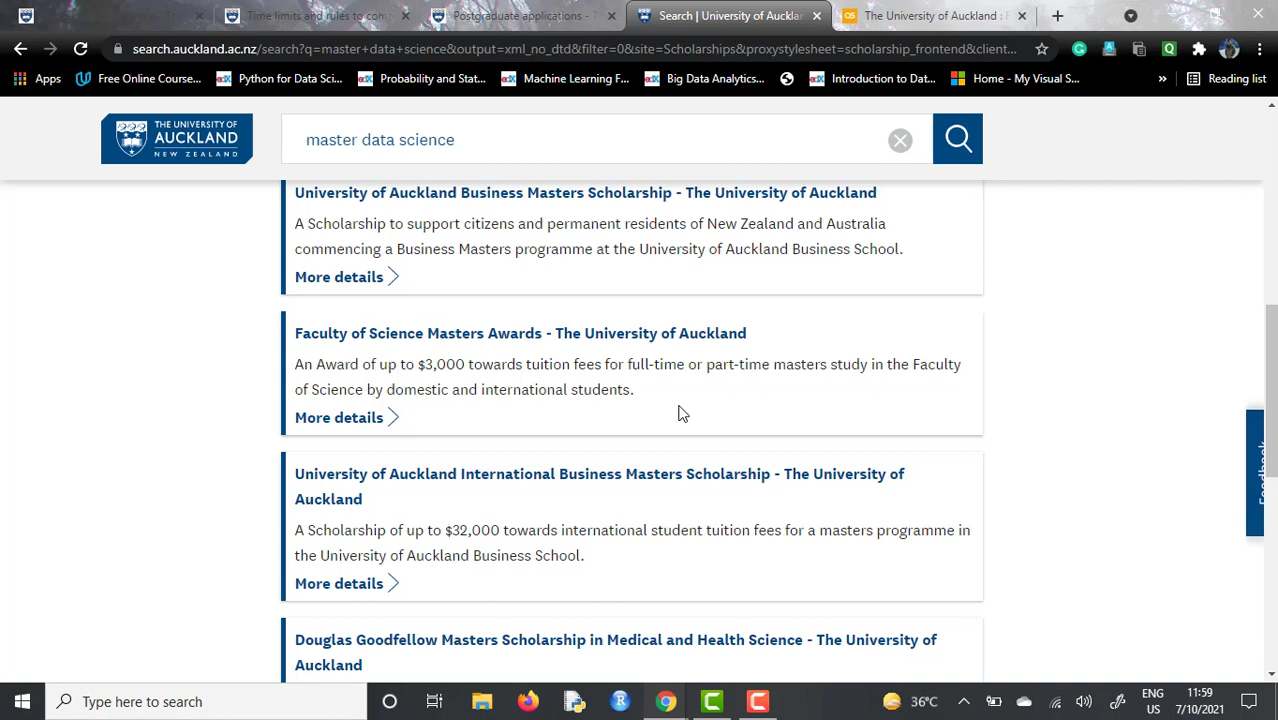 Time limits and rules to comp
Postgraduate applications - T
Search | University of Auckla
The University of Auckland : F
search.auckland.ac.nz/search?q=master+data+science&output=xml_no_dtd&filter=0&site=Scholarships&proxystylesheet=scholarship_frontend&client...
Apps
Free Online Course...
Python for Data Sci...
Probability and Stat...
Machine Learning F...
Big Data Analytics...
Introduction to Dat...
Home - My Visual S...
»
Reading list
THE UNIVERSITY OF
AUCKLAND
NEW ZEALAND
master data science
University of Auckland Business Masters Scholarship - The University of Auckland
A Scholarship to support citizens and permanent residents of New Zealand and Australia
commencing a Business Masters programme at the University of Auckland Business School.
More details
Faculty of Science Masters Awards - The University of Auckland
An Award of up to $3,000 towards tuition fees for full-time or part-time masters study in the Faculty
of Science by domestic and international students.
More details
University of Auckland International Business Masters Scholarship - The University of
Auckland
A Scholarship of up to $32,000 towards international student tuition fees for a masters programme in
the University of Auckland Business School.
More details
Douglas Goodfellow Masters Scholarship in Medical and Health Science - The University of
Auckland
Feedback
Type here to search
36°C
ENG
US
11:59
7/10/2021